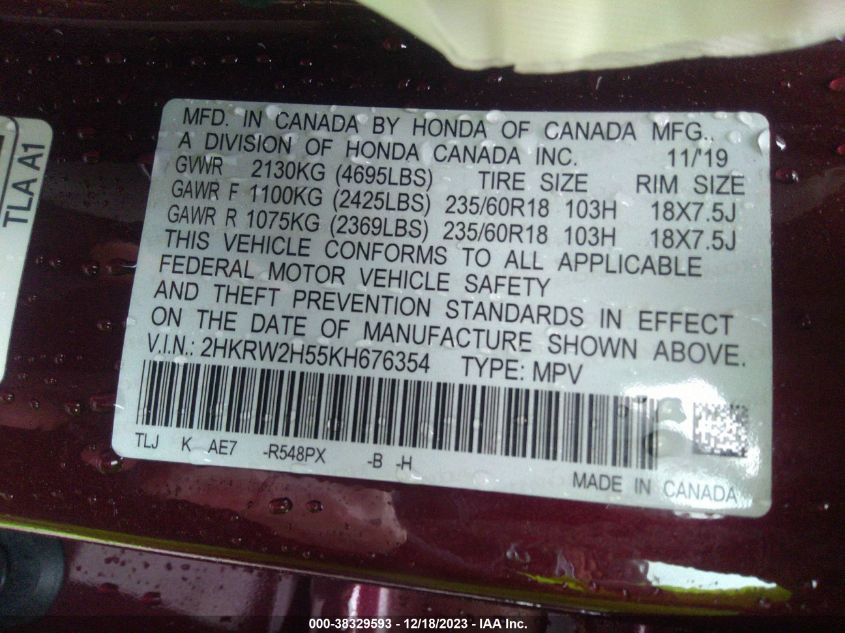 MFD. IN CANADA BY HONDA OF CANADA MFG.,
A DIVISION OF HONDA CANADA INC. 11/19
GVWR 2130KG (4695LBS) TIRE SIZE RIM SIZE
GAWR F 1100KG (2425LBS) 235/60R18 103H 18X7.5J
GAWR R 1075KG (2369LBS) 235/60R18 103H 18X7.5J
THIS VEHICLE CONFORMS TO ALL APPLICABLE
FEDERAL MOTOR VEHICLE SAFETY
AND THEFT PREVENTION STANDARDS IN EFFECT
ON THE DATE OF MANUFACTURE SHOWN ABOVE.
V.I.N.: 2HKRW2H55KH676354 TYPE: MPV
TLJ K AE7 -R548PX -B -H
MADE IN CANADA
TLA A1
000-38329593 - 12/18/2023 - IAA Inc.